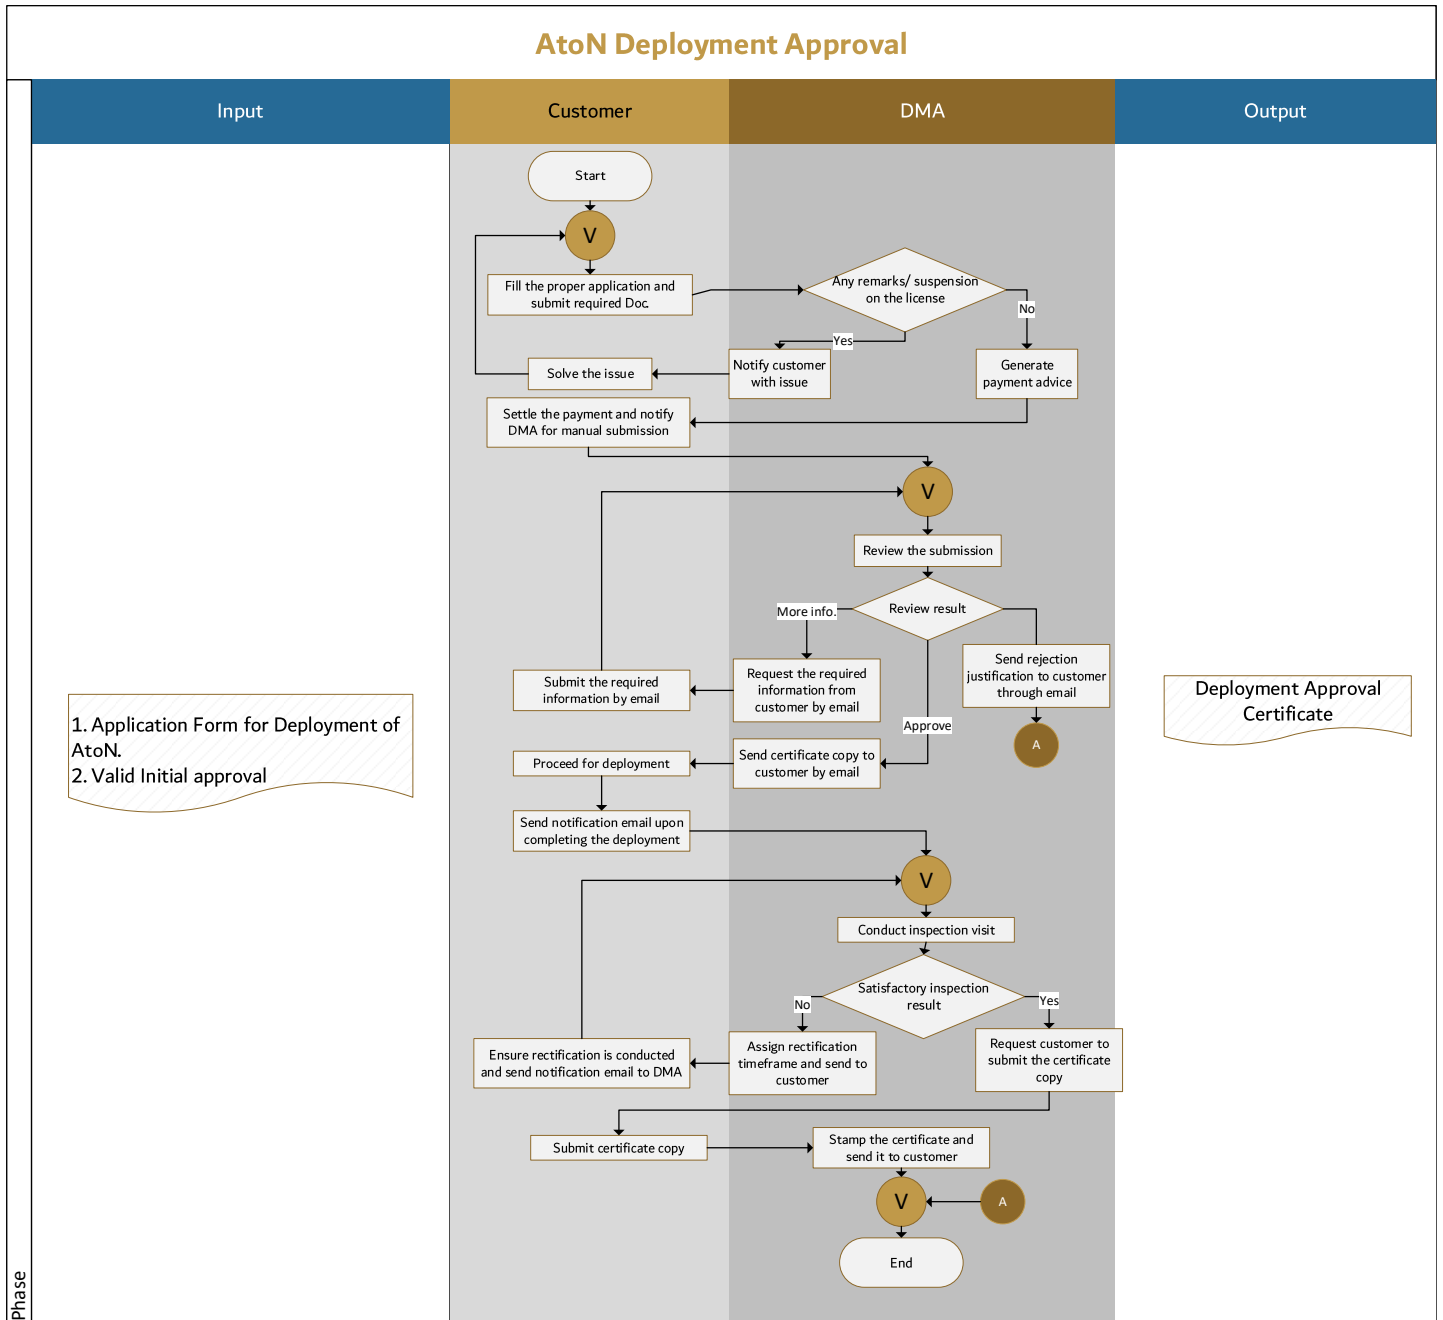 AtoN Deployment Approval
Input
Customer
DMA
Output
Start
V
Fill the proper application and
submit required Doc.
Any remarks/ suspension
on the license
No
Yes
Solve the issue
Notify customer
with issue
Generate
payment advice
Settle the payment and notify
DMA for manual submission
V
Review the submission
Review result
More info.
Submit the required
information by email
Request the required
information from
customer by email
Send rejection
justification to customer
through email
1. Application Form for Deployment of
AtoN.
2. Valid Initial approval
Deployment Approval
Certificate
Approve
A
Proceed for deployment
Send certificate copy to
customer by email
Send notification email upon
completing the deployment
V
Conduct inspection visit
Satisfactory inspection
result
No
Yes
Ensure rectification is conducted
and send notification email to DMA
Assign rectification
timeframe and send to
customer
Request customer to
submit the certificate
copy
Submit certificate copy
Stamp the certificate and
send it to customer
V
A
End
Phase